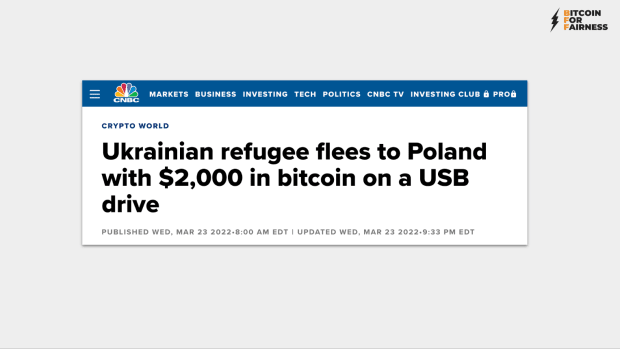 BITCOIN
FOR
FAIRNESS
CNBC
MARKETS BUSINESS INVESTING TECH POLITICS CNBC TV INVESTING CLUB PRO
CRYPTO WORLD
Ukrainian refugee flees to Poland
with $2,000 in bitcoin on a USB
drive
PUBLISHED WED, MAR 23 2022•8:00 AM EDT | UPDATED WED, MAR 23 2022•9:33 PM EDT